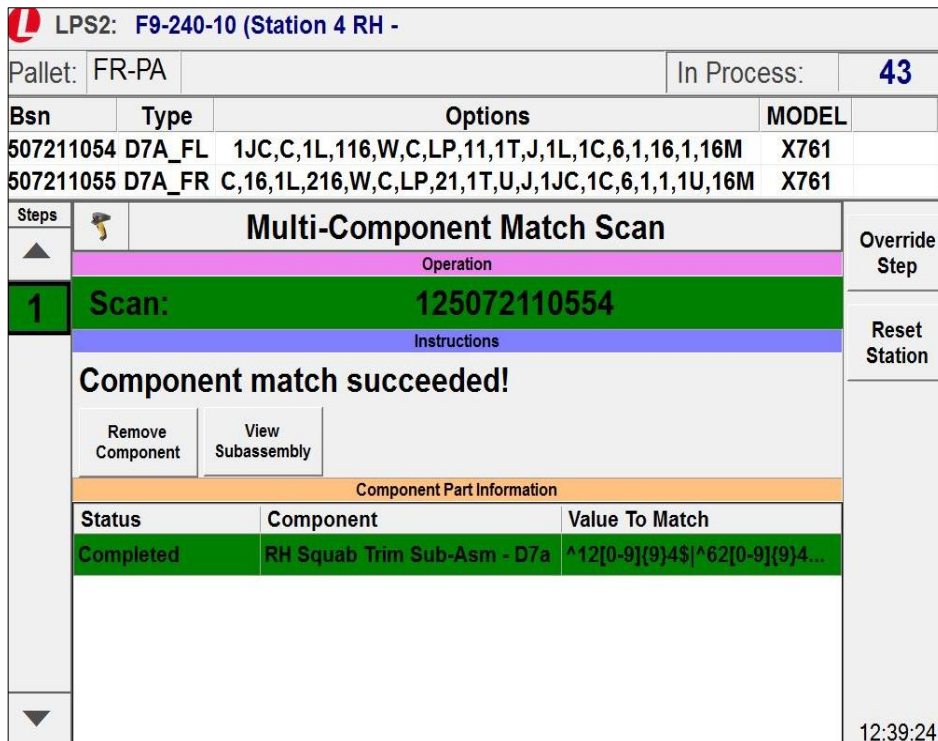 LPS2: F9-240-10 (Station 4 RH -
Pallet: FR-PA In Process: 43
Bsn Type Options MODEL
507211054 D7A_FL 1JC,C,1L,116,W,C,LP,11,1T,J,1L,1C,6,1,16,1,16M X761
507211055 D7A_FR C,16,1L,216,W,C,LP,21,1T,U,J,1JC,1C,6,1,1,1U,16M X761
Steps
Multi-Component Match Scan
Override Step
Operation
1
Scan: 125072110554
Reset Station
Instructions
Component match succeeded!
Remove Component
View Subassembly
Component Part Information
Status Component Value To Match
Completed RH Squab Trim Sub-Asm - D7a ^12[0-9]{9}4$|^62[0-9]{9}4...
12:39:24